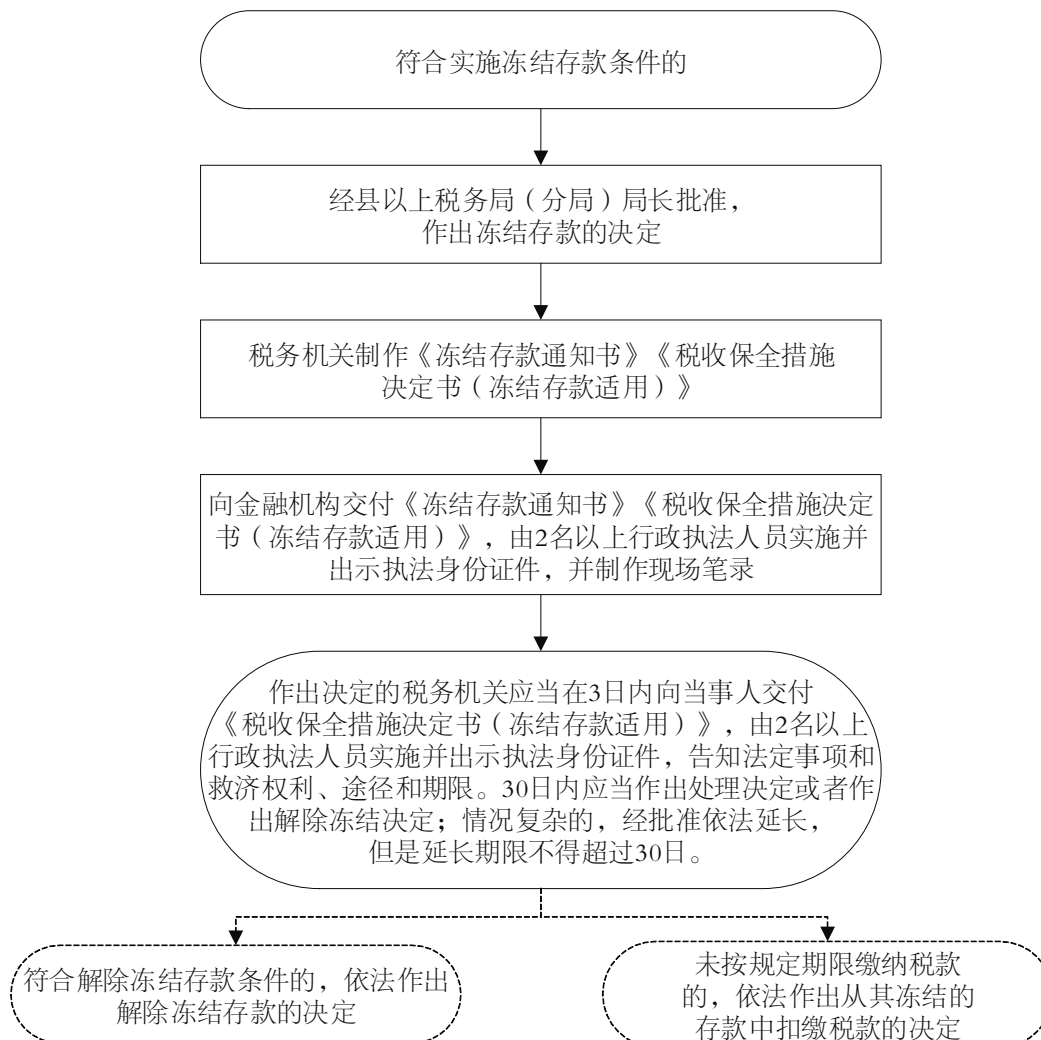 符合实施冻结存款条件的
经县以上税务局（分局）局长批准，
作出冻结存款的决定
税务机关制作《冻结存款通知书》《税收保全措施
决定书（冻结存款适用）》
向金融机构交付《冻结存款通知书》《税收保全措施决定
书（冻结存款适用）》，由2名以上行政执法人员实施并
出示执法身份证件，并制作现场笔录
作出决定的税务机关应当在3日内向当事人交付
《税收保全措施决定书（冻结存款适用）》，由2名以上
行政执法人员实施并出示执法身份证件，告知法定事项和
救济权利、途径和期限。30日内应当作出处理决定或者作
出解除冻结决定；情况复杂的，经批准依法延长，
但是延长期限不得超过30日。
符合解除冻结存款条件的，依法作出
解除冻结存款的决定
未按规定期限缴纳税款
的，依法作出从其冻结的
存款中扣缴税款的决定